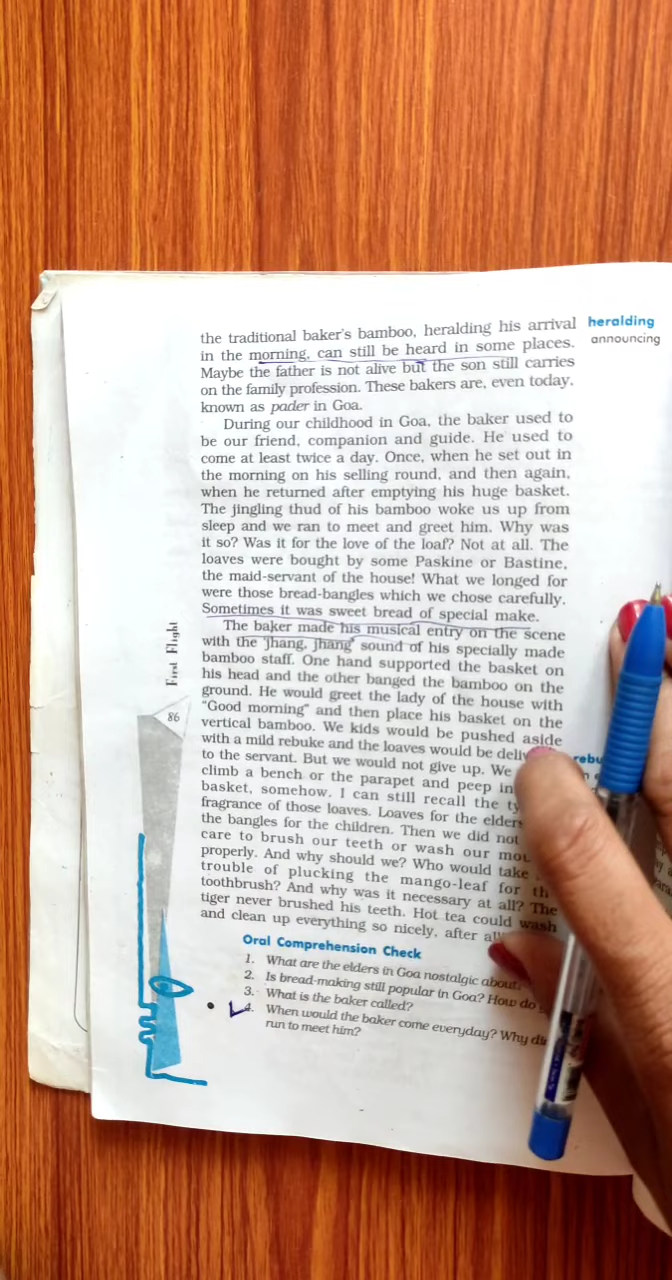 the traditional baker's bamboo, heralding his arrival
in the morning, can still be heard in some places.
Maybe the father is not alive but the son still carries
on the family profession. These bakers are, even today,
known as pader in Goa.
heralding
announcing
During our childhood in Goa, the baker used to
be our friend, companion and guide. He used to
come at least twice a day. Once, when he set out in
the morning on his selling round, and then again,
when he returned after emptying his huge basket.
The jingling thud of his bamboo woke us up from
sleep and we ran to meet and greet him. Why was
it so? Was it for the love of the loaf? Not at all. The
loaves were bought by some Paskine or Bastine,
the maid-servant of the house! What we longed for
were those bread-bangles which we chose carefully.
Sometimes it was sweet bread of special make.
The baker made his musical entry on the scene
with the 'jhang, jhang' sound of his specially made
bamboo staff. One hand supported the basket on
his head and the other banged the bamboo on the
ground. He would greet the lady of the house with
"Good morning" and then place his basket on the
vertical bamboo. We kids would be pushed aside
with a mild rebuke and the loaves would be
to the servant. But we would not give up. We
climb a bench or the parapet and peep in
basket, somehow. I can still recall the
fragrance of those loaves. Loaves for the elders
the bangles for the children. Then we did not
care to brush our teeth or wash our
properly. And why should we? Who would take
trouble of plucking the mango-leaf for
toothbrush? And why was it necessary at all? The
tiger never brushed his teeth. Hot tea could wash
and clean up everything so nicely, after
Oral Comprehension Check
1. What are the elders in Goa nostalgic
2. Is bread-making still popular in Goa? How do
3. What is the baker called?
4. When would the baker come everyday? Why
run to meet him?
First Flight
86